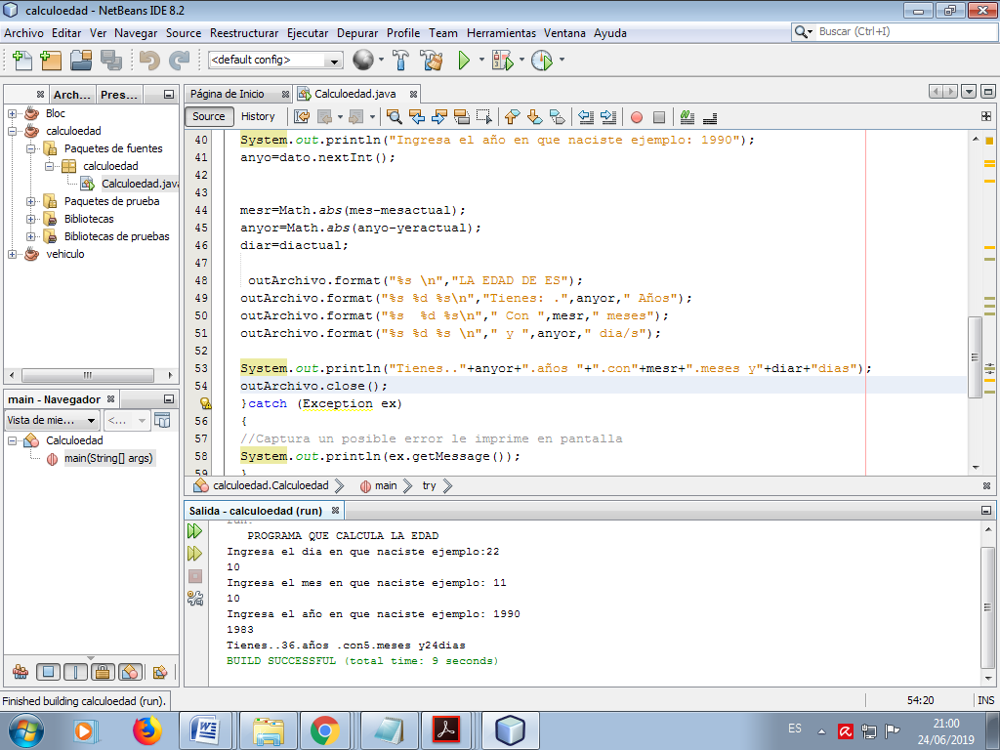 calculoedad - NetBeans IDE 8.2
Archivo Editar Ver Navegar Source Reestructurar Ejecutar Depurar Profile Team Herramientas Ventana Ayuda
Buscar (Ctrl+I)
<default config>
Arch... Pres...
Página de Inicio Calculoedad.java
Source History
Bloc
calculoedad
Paquetes de fuentes
calculoedad
Calculoedad.java
Paquetes de prueba
Bibliotecas
Bibliotecas de pruebas
vehiculo
40 System.out.println("Ingresa el año en que naciste ejemplo: 1990");
41 anyo=dato.nextInt();
42
43
44 mesr=Math.abs(mes-mesactual);
45 anyor=Math.abs(anyo-yeractual);
46 diar=diactual;
47
48 outArchivo.format("%s \n","LA EDAD DE ES");
49 outArchivo.format("%s %d %s\n","Tienes: .",anyor," Años");
50 outArchivo.format("%s  %d %s\n"," Con ",mesr," meses");
51 outArchivo.format("%s %d %s \n"," y ",anyor," dia/s");
52
53 System.out.println("Tienes.."+anyor+".años "+".con"+mesr+".meses y"+diar+"dias");
54 outArchivo.close();
}catch (Exception ex)
56 {
57 //Captura un posible error le imprime en pantalla
58 System.out.println(ex.getMessage());
59 }
calculoedad.Calculoedad main try
main - Navegador
Vista de mie... <...
Calculoedad
main(String[] args)
Salida - calculoedad (run)
run:
PROGRAMA QUE CALCULA LA EDAD
Ingresa el dia en que naciste ejemplo:22
10
Ingresa el mes en que naciste ejemplo: 11
10
Ingresa el año en que naciste ejemplo: 1990
1983
Tienes..36.años .con5.meses y24dias
BUILD SUCCESSFUL (total time: 9 seconds)
Finished building calculoedad (run).
54:20 INS
ES
21:00
24/06/2019